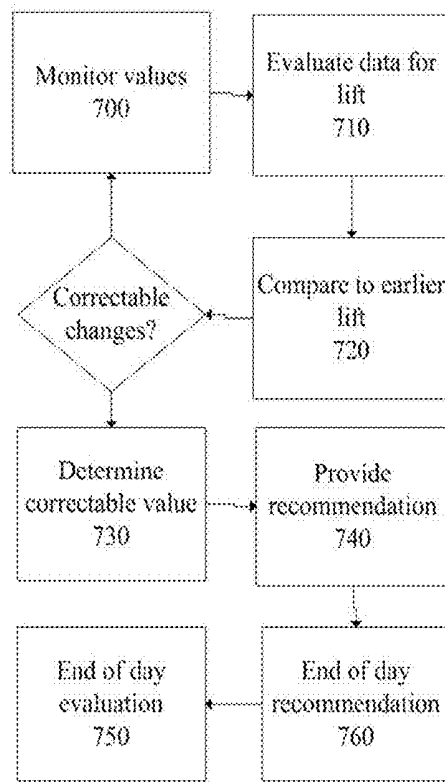 Monitor values
700
Evaluate data for
lift
710
Compare to earlier
lift
720
Correctable
changes?
Determine
correctable value
730
Provide
recommendation
740
End of day
recommendation
760
End of day
evaluation
750